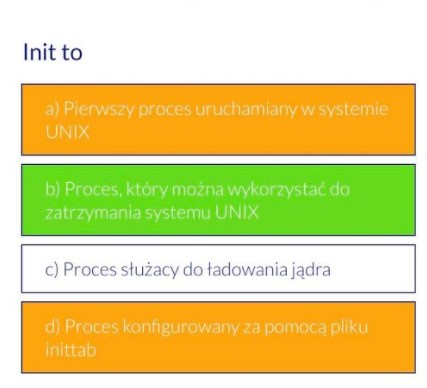 Init to
a) Pierwszy proces uruchamiany w systemie
UNIX
b) Proces, który można wykorzystać do
zatrzymania systemu UNIX
c) Proces służacy do ładowania jądra
d) Proces konfigurowany za pomocą pliku
inittab